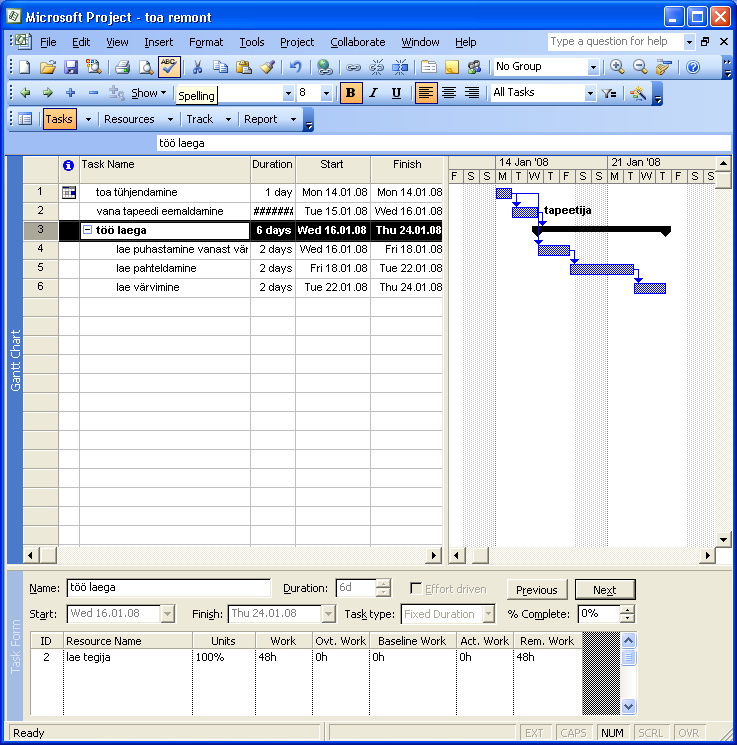 Microsoft Project - toa remont
File Edit View Insert Format Tools Project Collaborate Window Help Type a question for help
ABC No Group
Show 8 B I U All Tasks Y=
Spelling
Tasks Resources Track Report
töö laega
Task Name Duration Start Finish 14 Jan '08 21 Jan '08
F S S M T W T F S S M T W T F S S
1 toa tühjendamine 1 day Mon 14.01.08 Mon 14.01.08
2 vana tapeedi eemaldamine ####### Tue 15.01.08 Wed 16.01.08 tapeetija
3 töö laega 6 days Wed 16.01.08 Thu 24.01.08
4 lae puhastamine vanast vär 2 days Wed 16.01.08 Fri 18.01.08
5 lae pahteldamine 2 days Fri 18.01.08 Tue 22.01.08
6 lae värvimine 2 days Tue 22.01.08 Thu 24.01.08
Gantt Chart
Name: töö laega Duration: 6d Effort driven Previous Next
Start: Wed 16.01.08 Finish: Thu 24.01.08 Task type: Fixed Duration % Complete: 0%
ID Resource Name Units Work Ovt. Work Baseline Work Act. Work Rem. Work
2 lae tegija 100% 48h 0h 0h 0h 48h
Task Form
Ready EXT CAPS NUM SCRL OVR